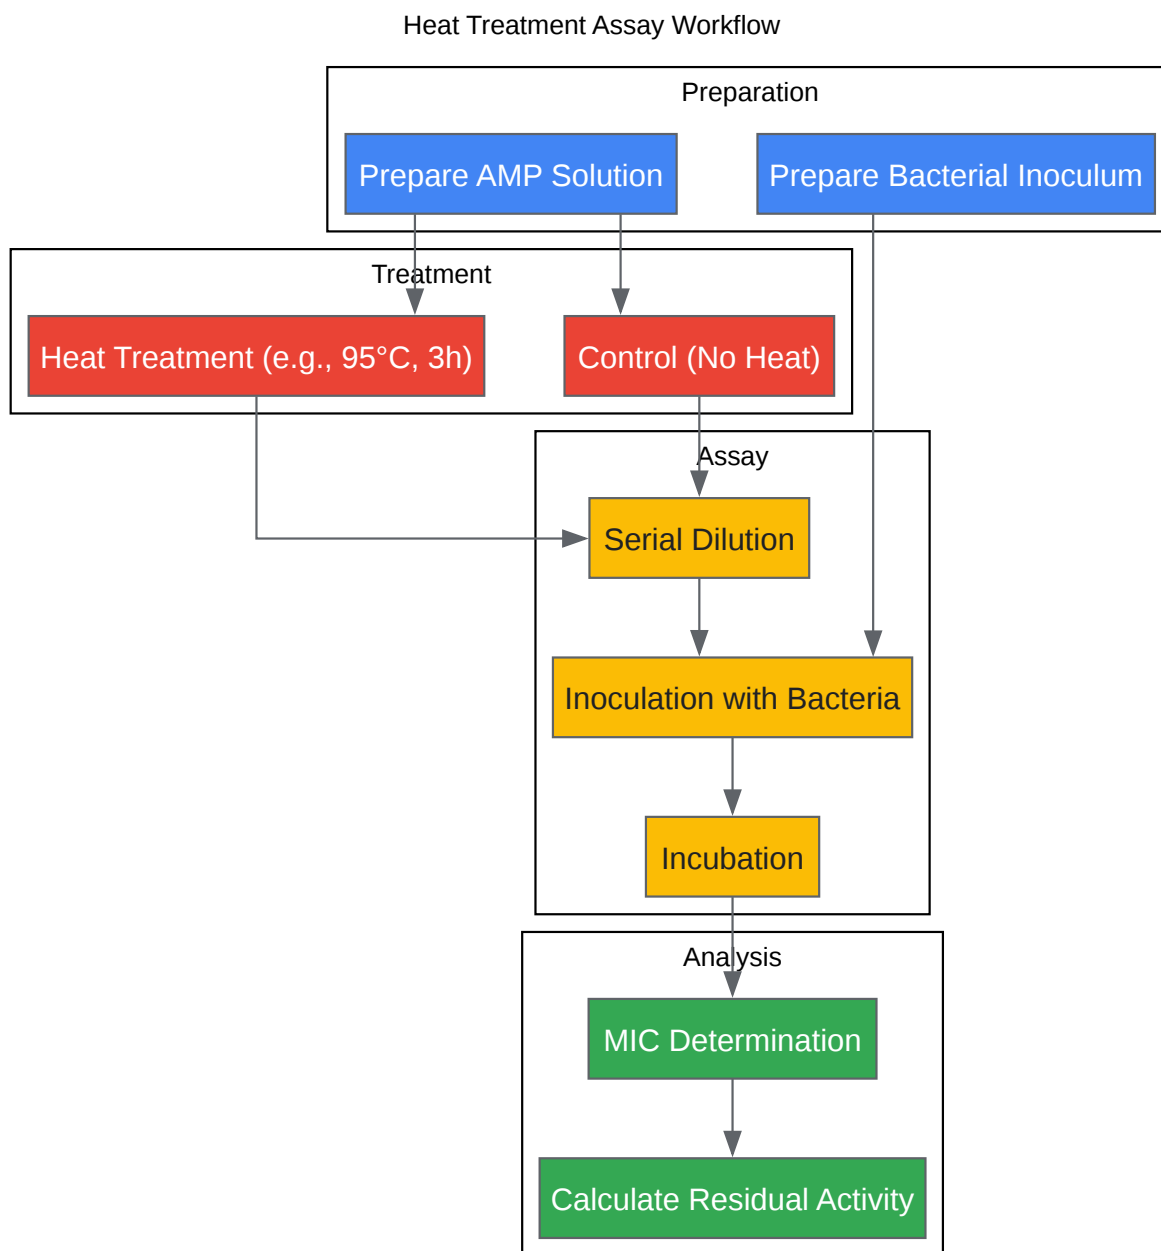 Heat Treatment Assay Workflow
Preparation
Prepare AMP Solution
Prepare Bacterial Inoculum
Treatment
Heat Treatment (e.g., 95°C, 3h)
Control (No Heat)
Assay
Serial Dilution
Inoculation with Bacteria
Incubation
Analysis
MIC Determination
Calculate Residual Activity